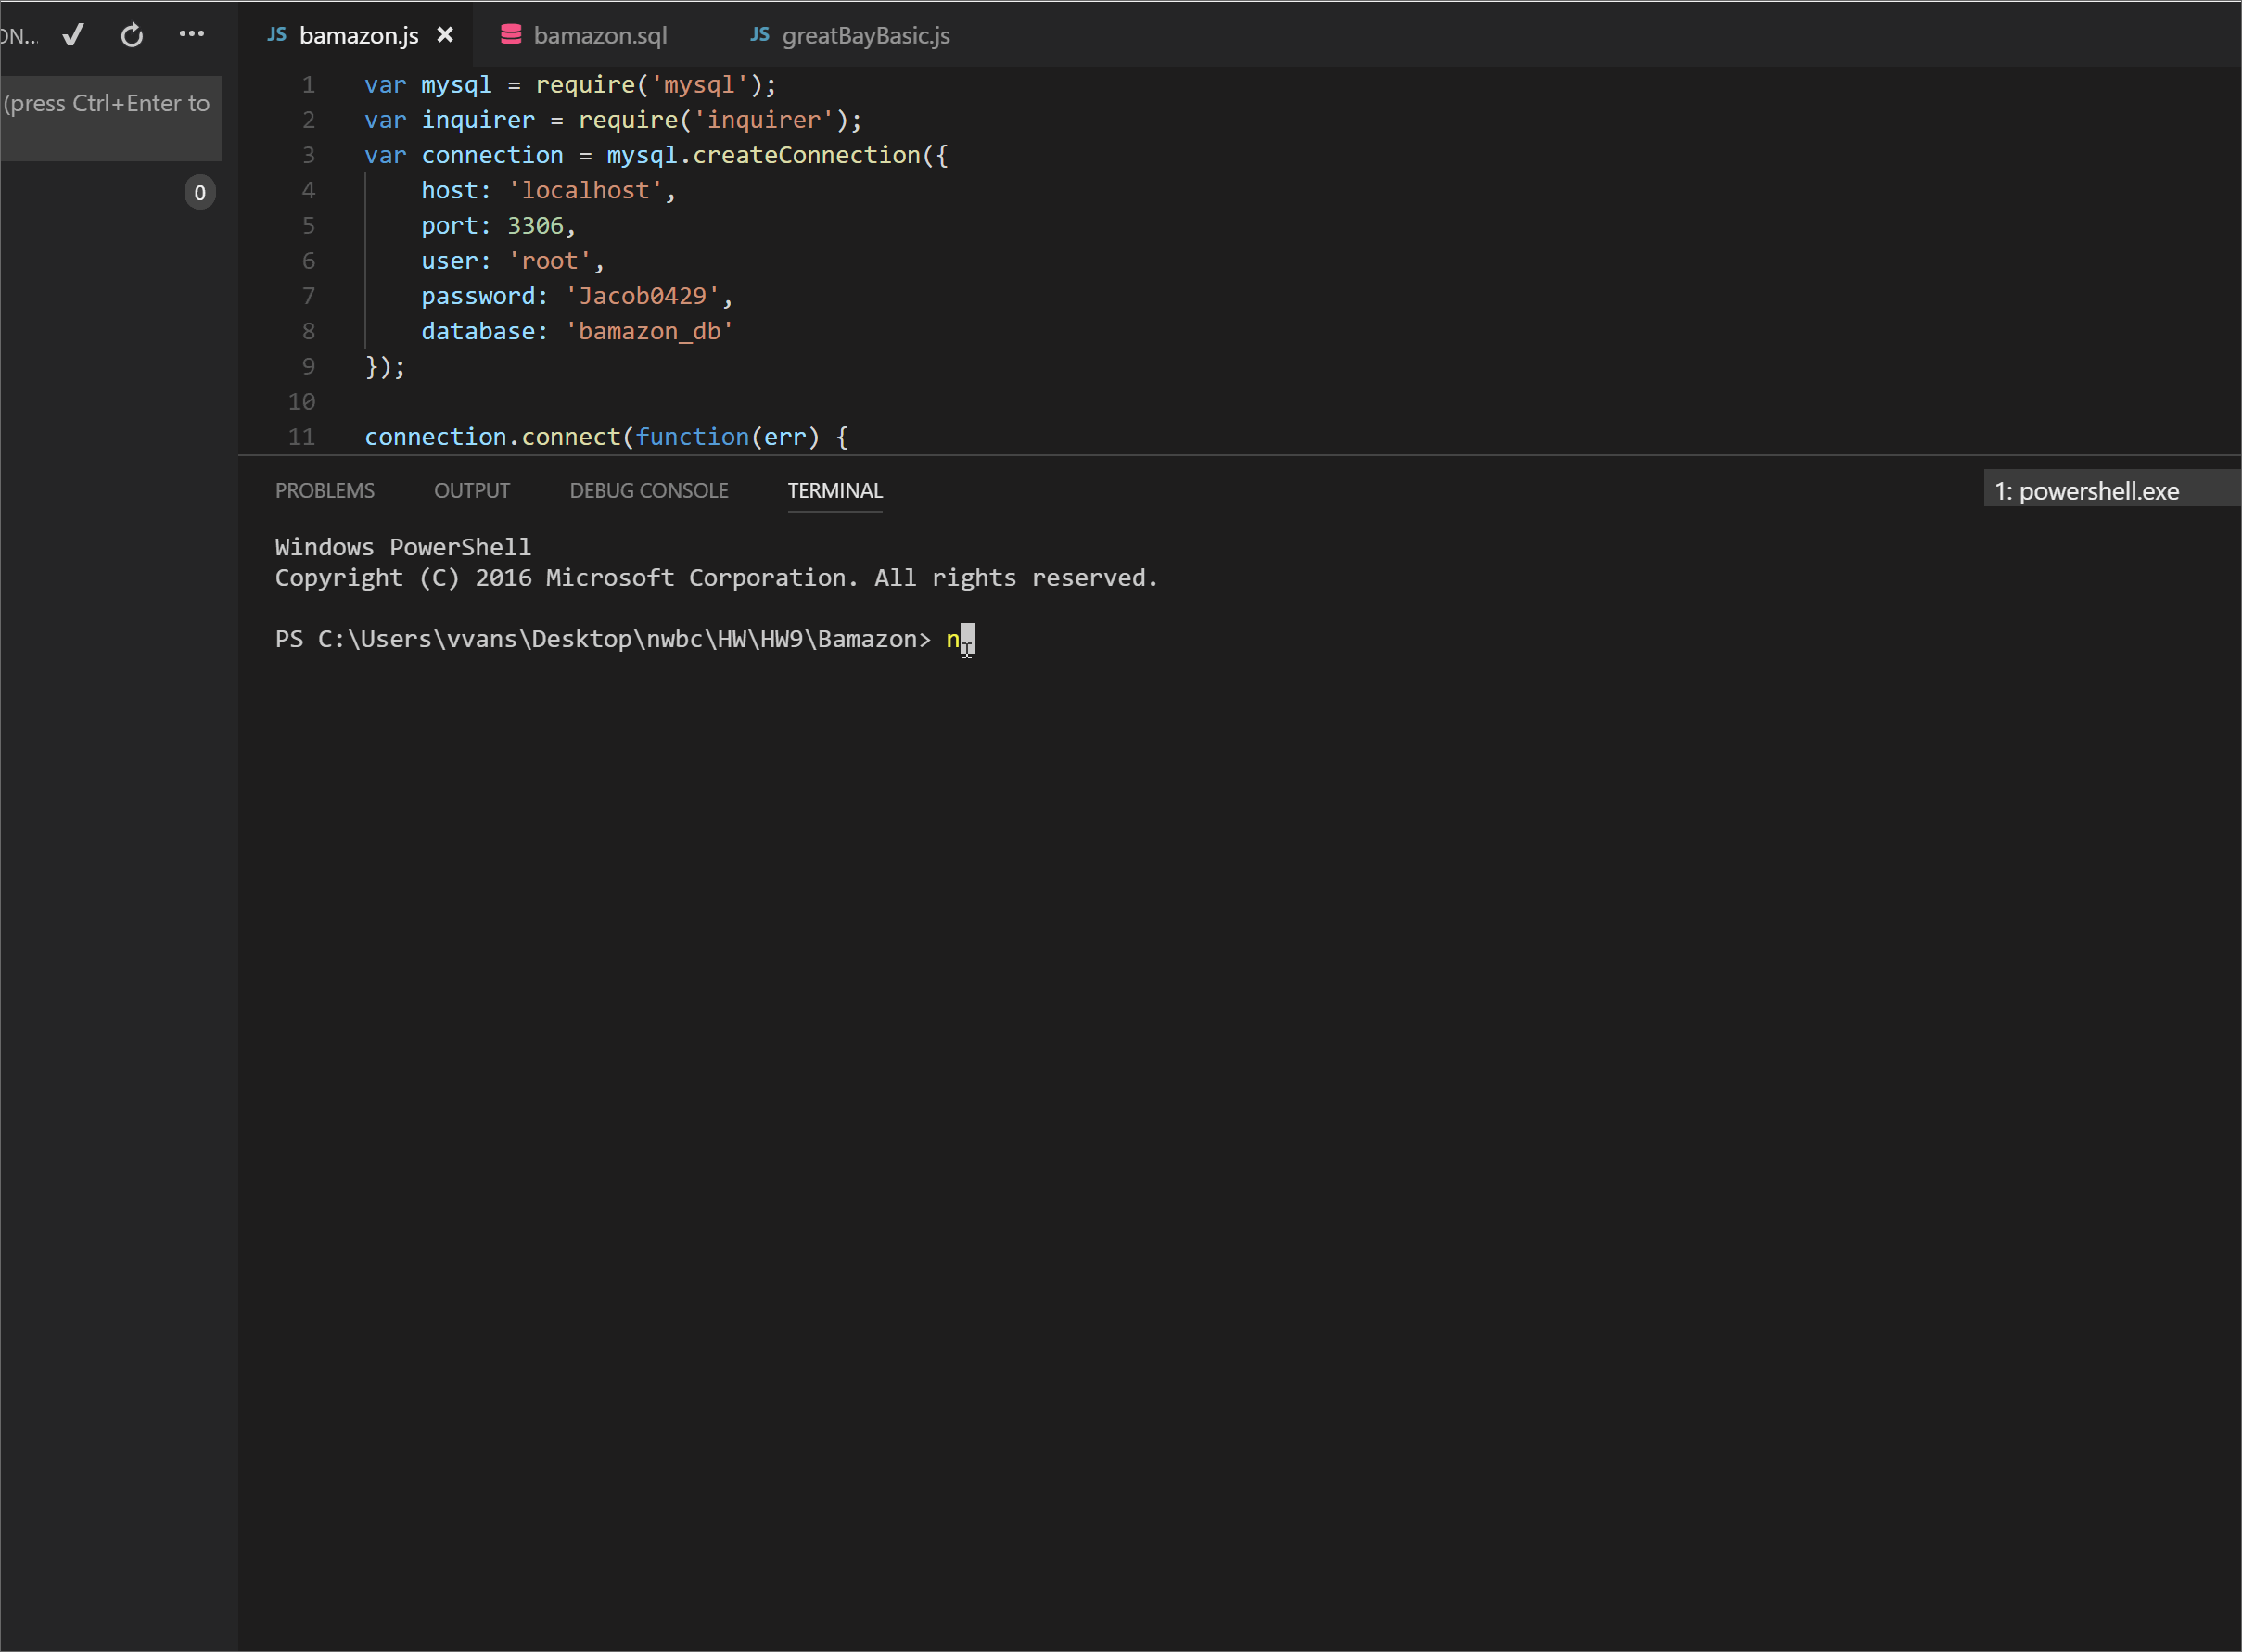 ON...
JS bamazon.js bamazon.sql JS greatBayBasic.js
(press Ctrl+Enter to
0
1 var mysql = require('mysql');
2 var inquirer = require('inquirer');
3 var connection = mysql.createConnection({
4 host: 'localhost',
5 port: 3306,
6 user: 'root',
7 password: 'Jacob0429',
8 database: 'bamazon_db'
9 });
10
11 connection.connect(function(err) {
PROBLEMS OUTPUT DEBUG CONSOLE TERMINAL 1: powershell.exe
Windows PowerShell
Copyright (C) 2016 Microsoft Corporation. All rights reserved.
PS C:\Users\vvans\Desktop\nwbc\HW\HW9\Bamazon> n